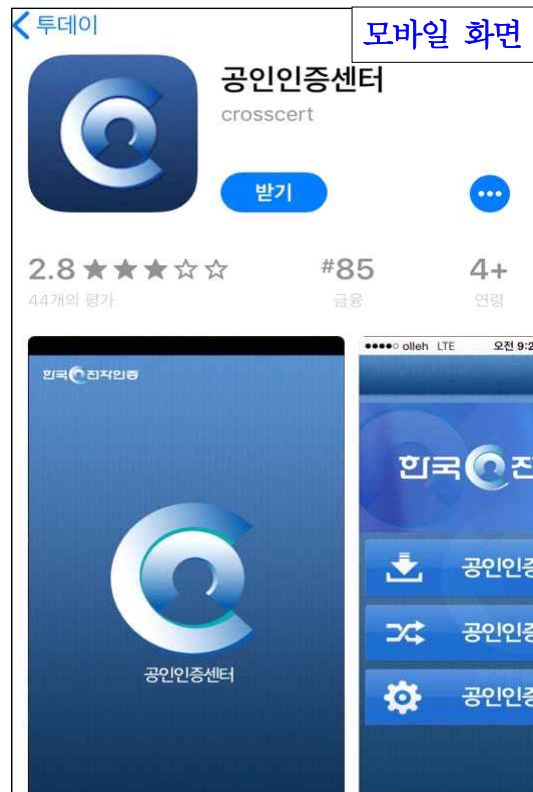 투데이
모바일 화면
공인인증센터
crosscert
받기
2.8 #85 4+
44개의 평가 금융 연령
한국전자인증
공인인증센터
olleh LTE 오전 9:2
한국 전
공인인증
공인인증
공인인증